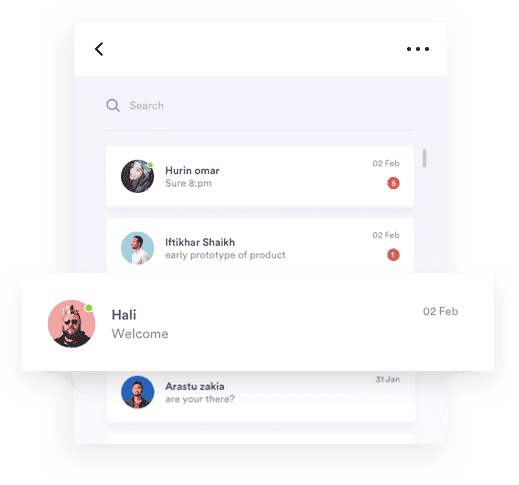 Search
Hurin omar
02 Feb
Sure 8:pm
5
Iftikhar Shaikh
02 Feb
early prototype of product
1
Hali
02 Feb
Welcome
Arastu zakia
31 Jan
are your there?